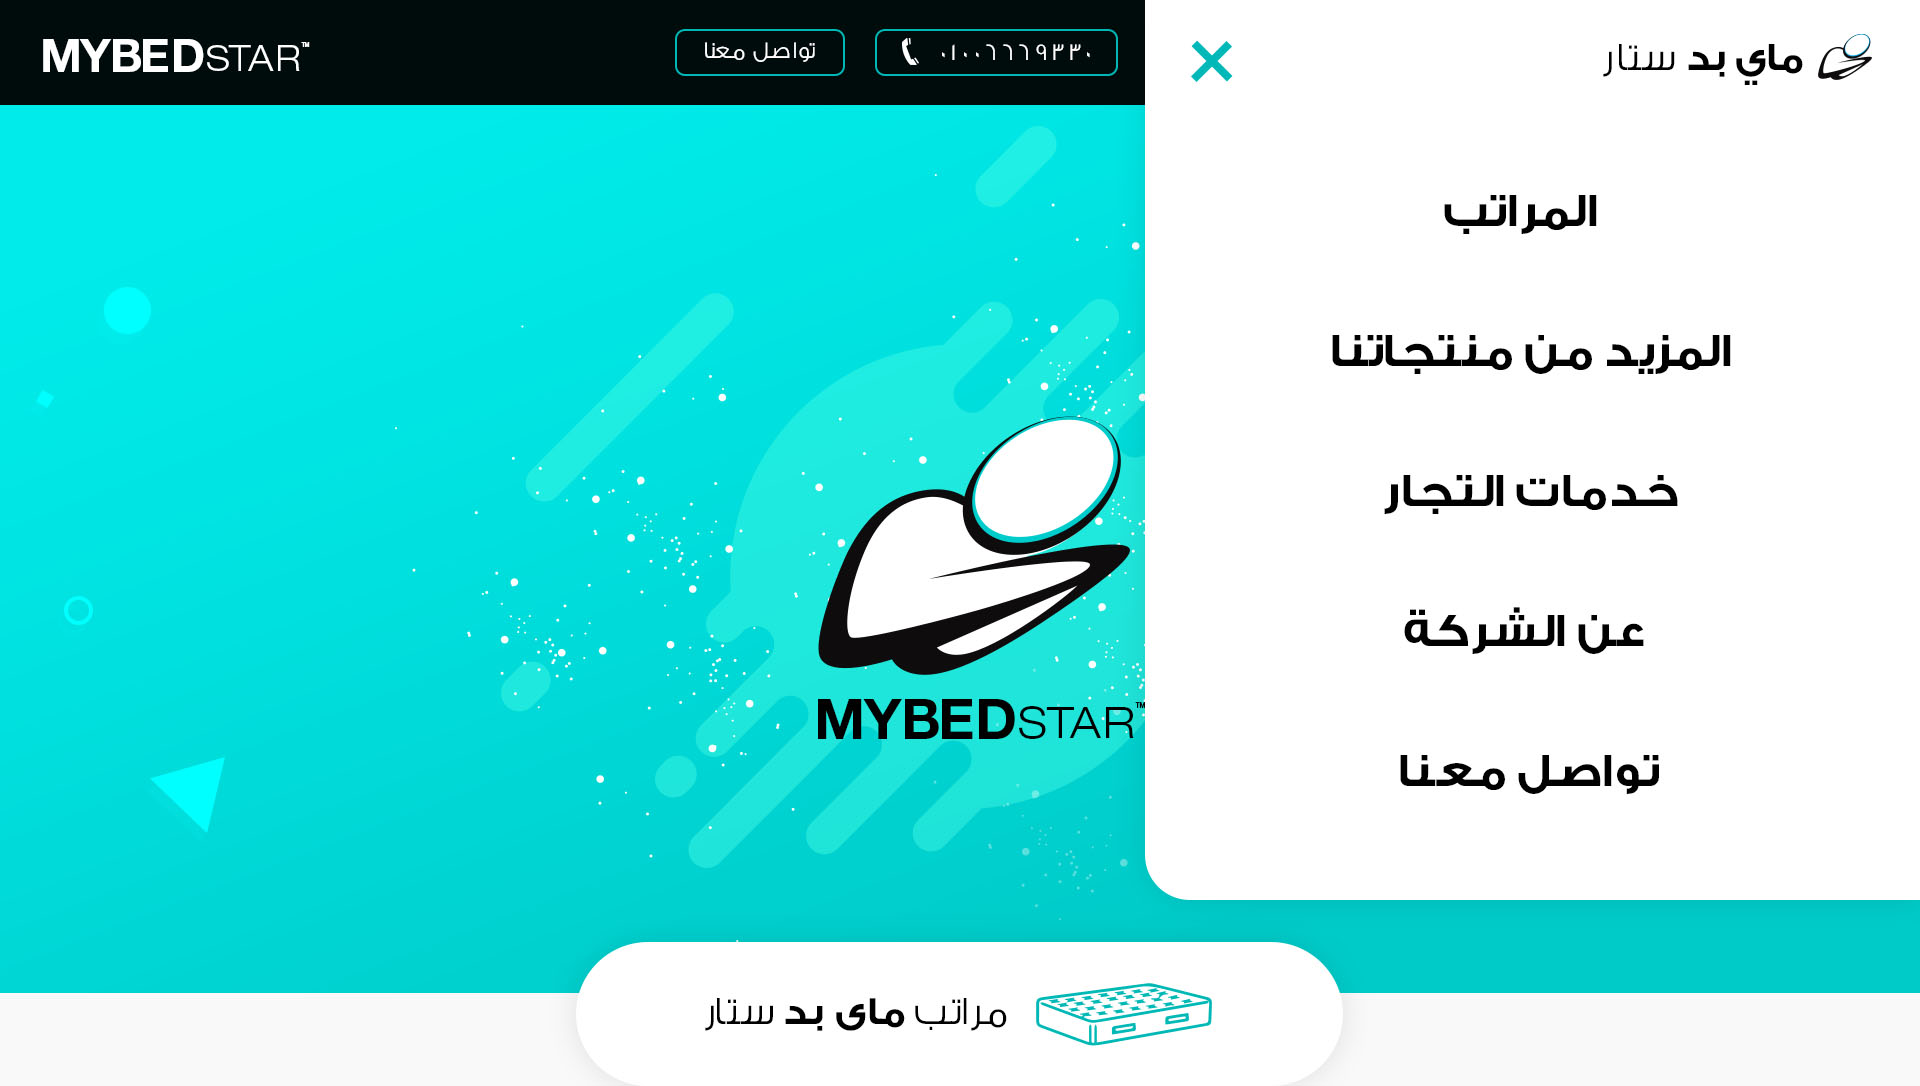 MYBEDSTAR™
تواصل معنا
٠١٠٠٦٦٦٩٣٣٠
ماي بد ستار
المراتب
المزيد من منتجاتنا
خدمات التجار
عن الشركة
تواصل معنا
MYBEDSTAR™
مراتب ماى بد ستار